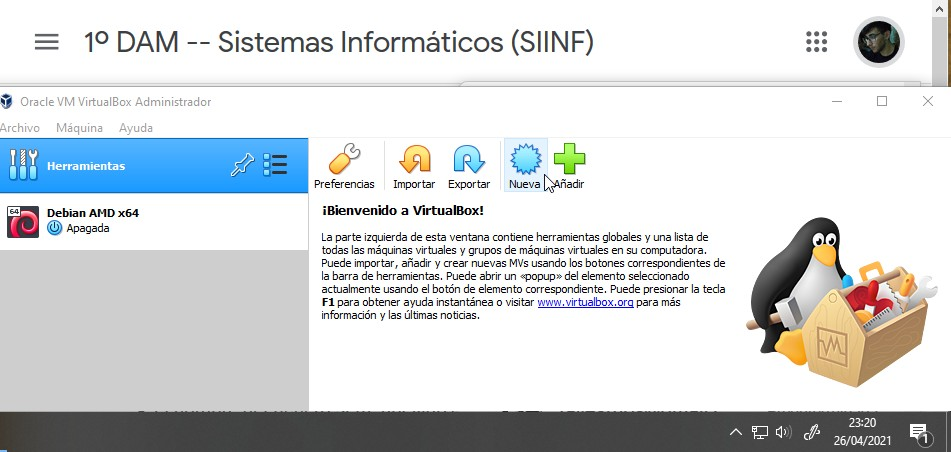 1º DAM -- Sistemas Informáticos (SIINF)
Oracle VM VirtualBox Administrador
Archivo Máquina Ayuda
Herramientas
Preferencias Importar Exportar Nueva Añadir
64
Debian AMD x64
Apagada
¡Bienvenido a VirtualBox!
La parte izquierda de esta ventana contiene herramientas globales y una lista de
todas las máquinas virtuales y grupos de máquinas virtuales en su computadora.
Puede importar, añadir y crear nuevas MVs usando los botones correspondientes de
la barra de herramientas. Puede abrir un «popup» del elemento seleccionado
actualmente usando el botón de elemento correspondiente. Puede presionar la tecla
F1 para obtener ayuda instantánea o visitar www.virtualbox.org para más
información y las últimas noticias.
23:20
26/04/2021
1